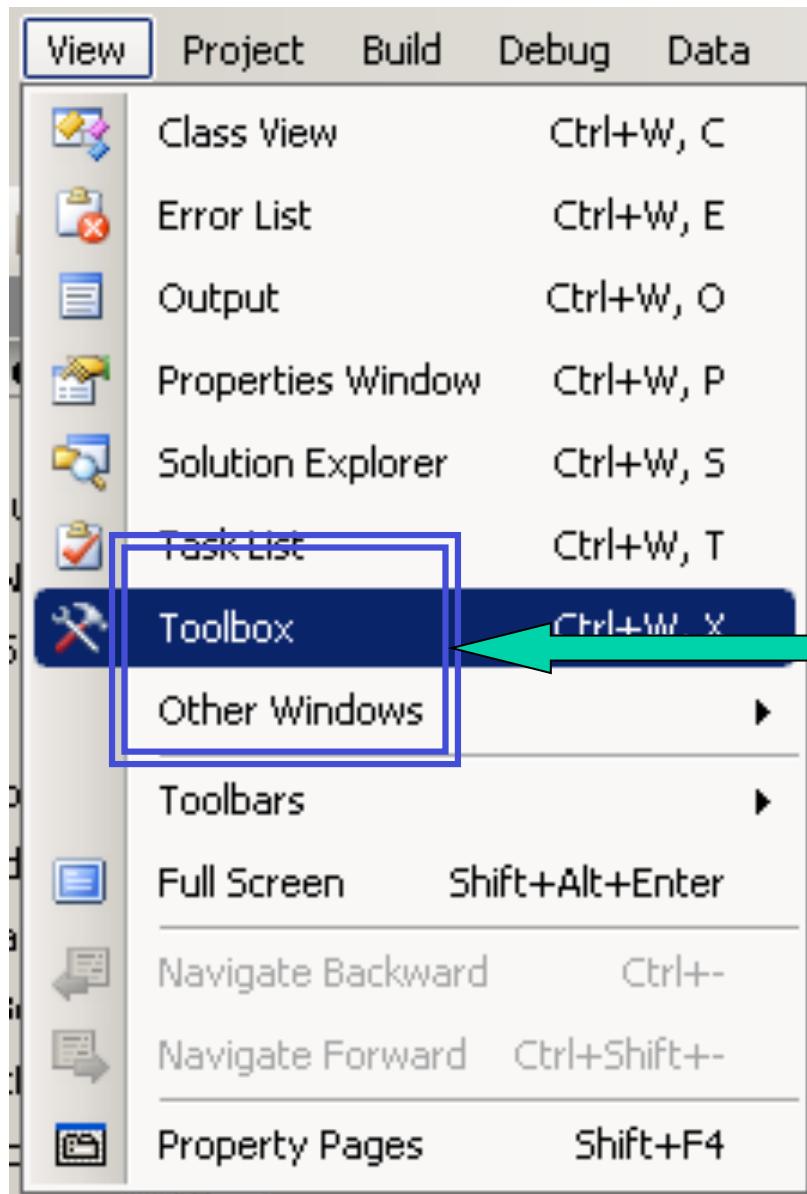 View Project Build Debug Data
Class View Ctrl+W, C
Error List Ctrl+W, E
Output Ctrl+W, O
Properties Window Ctrl+W, P
Solution Explorer Ctrl+W, S
Task List Ctrl+W, T
Toolbox Ctrl+W, X
Other Windows
Toolbars
Full Screen Shift+Alt+Enter
Navigate Backward Ctrl+-
Navigate Forward Ctrl+Shift+-
Property Pages Shift+F4